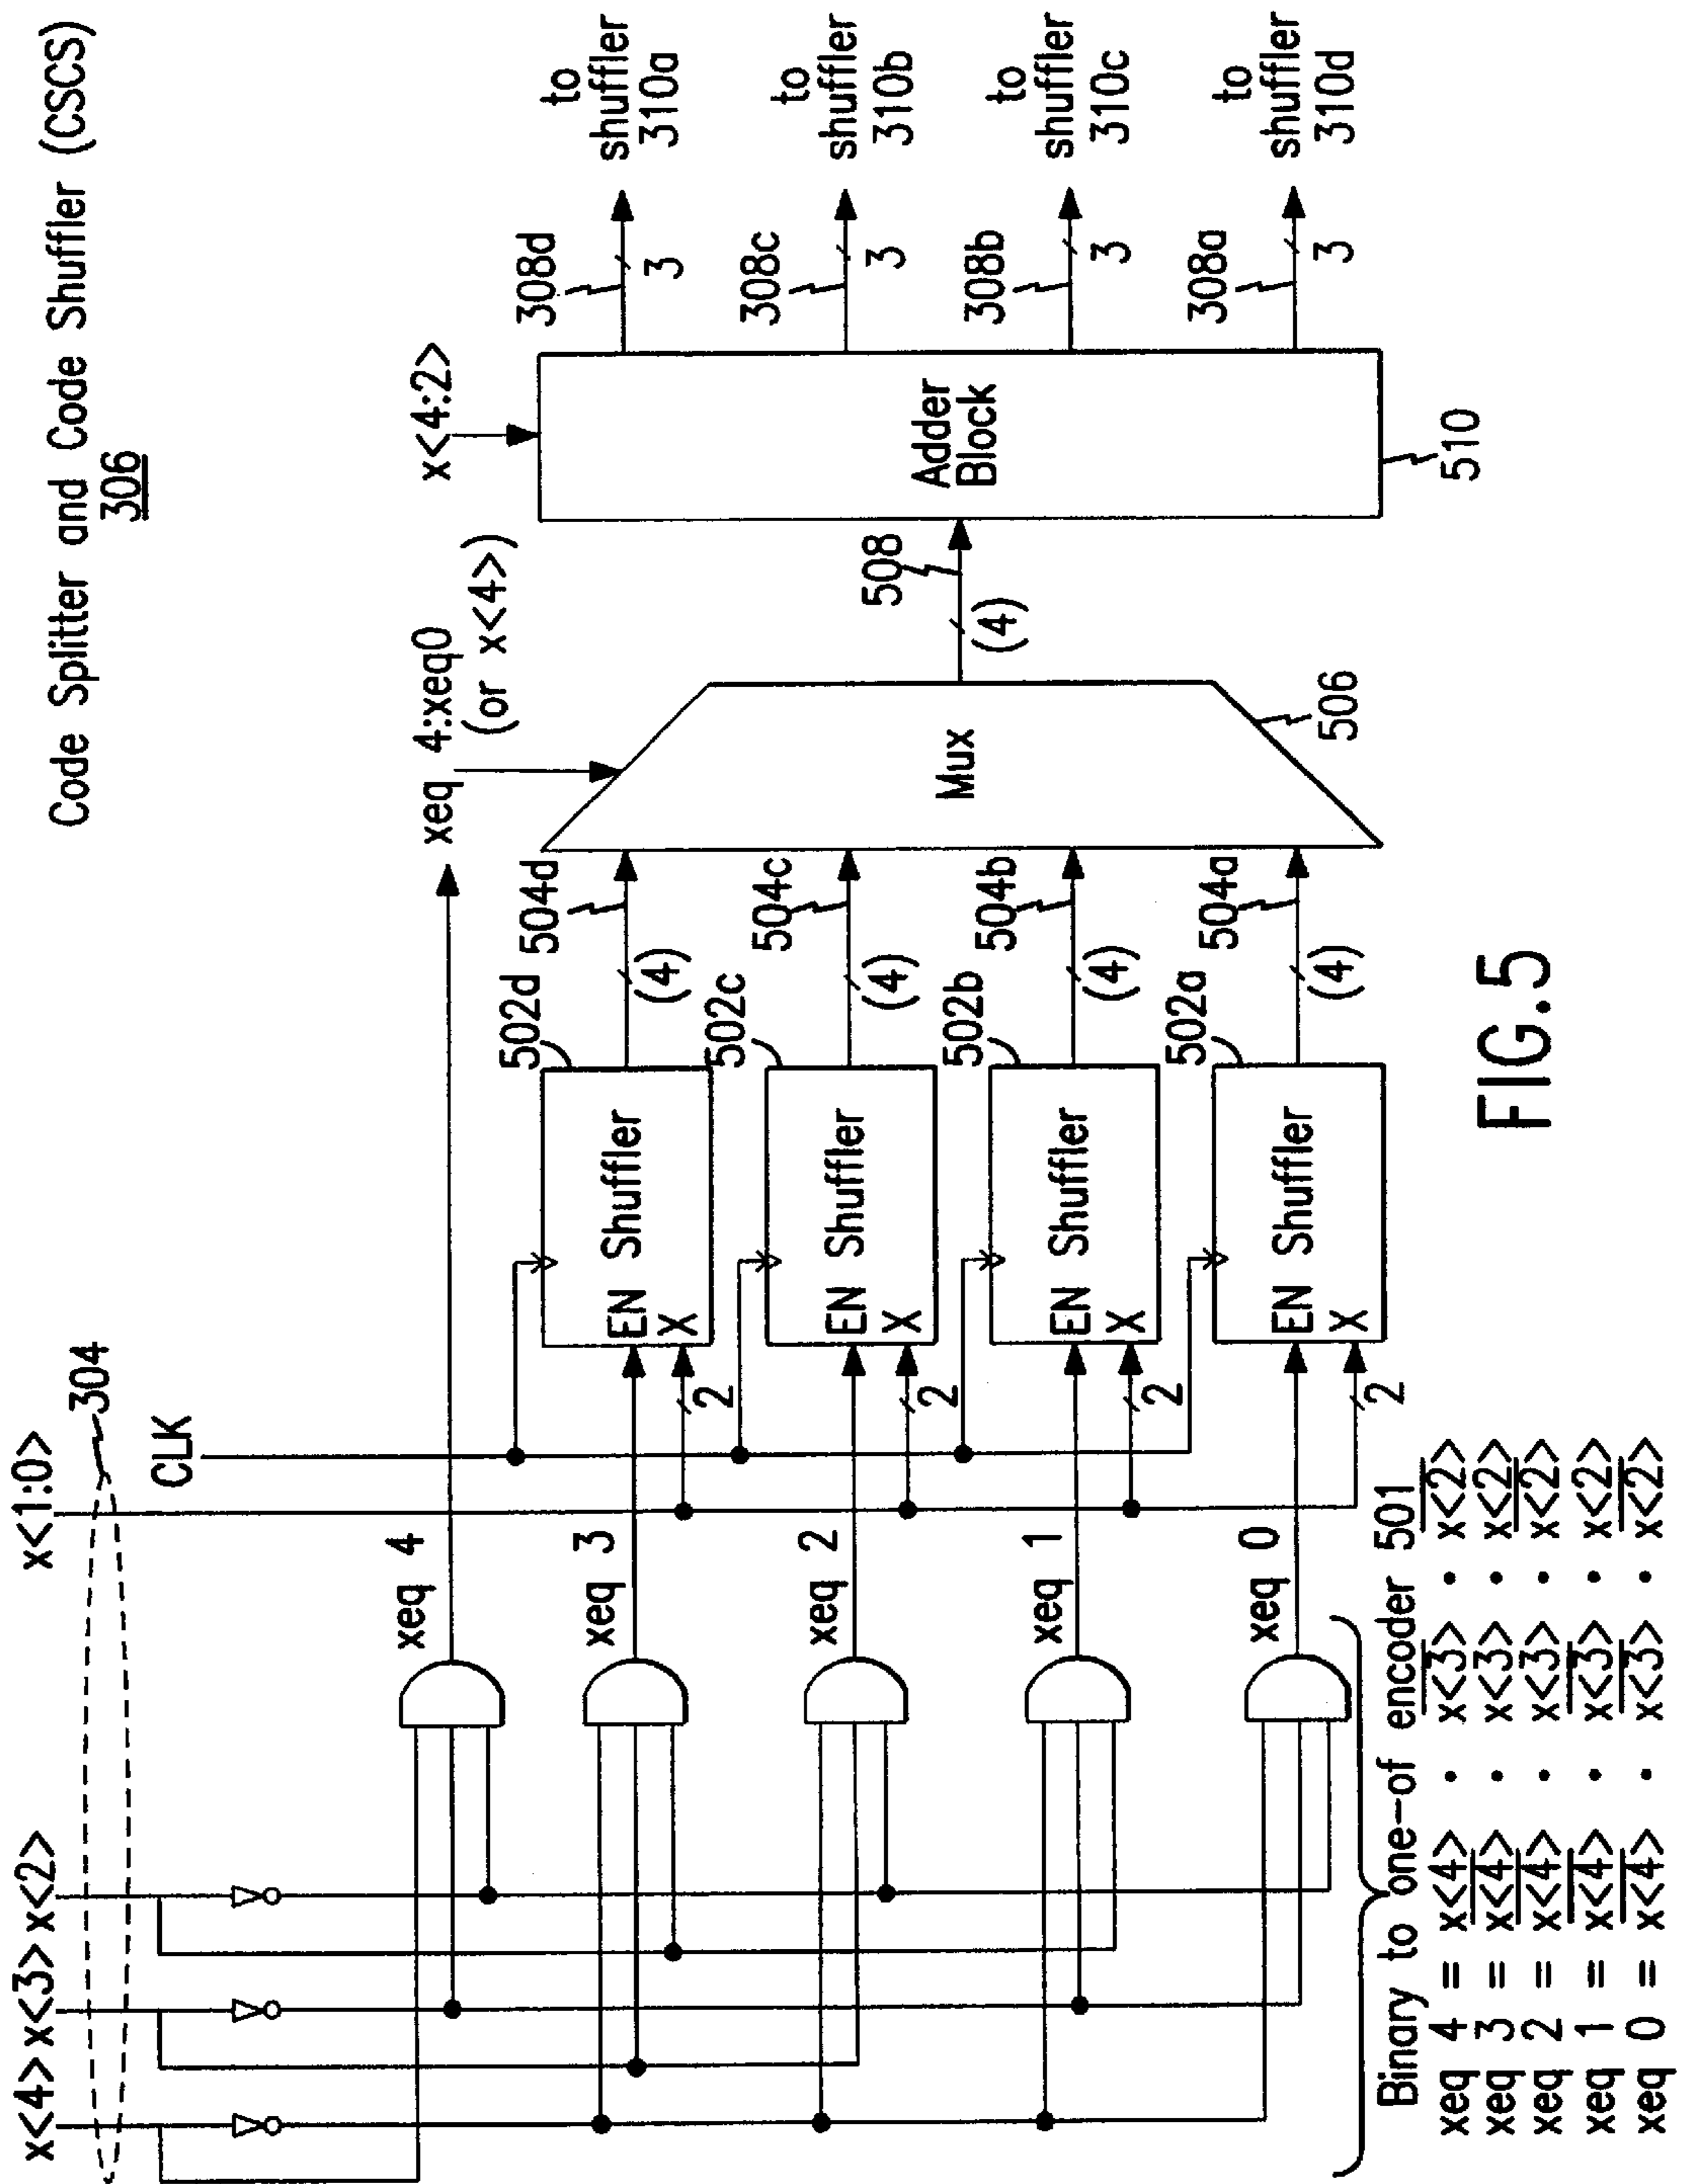 Code Splitter and Code Shuffler (CSCS)
306
x<4> x<3> x<2>
x<1:0>
304
CLK
xeq 4
xeq 3
xeq 2
xeq 1
xeq 0
xeq 4:xeq0
(or x<4>)
x<4:2>
EN Shuffler
X
2
502d
(4)
504d
EN Shuffler
X
2
502c
(4)
504c
EN Shuffler
X
2
502b
(4)
504b
EN Shuffler
X
2
502a
(4)
504a
Mux
506
(4)
508
Adder
Block
510
308d
3
to
shuffler
310a
308c
3
to
shuffler
310b
308b
3
to
shuffler
310c
308a
3
to
shuffler
310d
Binary to one-of encoder 501
xeq 4 = x<4> · x̅<̅3̅>̅ · x̅<̅2̅>̅
xeq 3 = x̅<̅4̅>̅ · x<3> · x<2>
xeq 2 = x̅<̅4̅>̅ · x<3> · x̅<̅2̅>̅
xeq 1 = x̅<̅4̅>̅ · x̅<̅3̅>̅ · x<2>
xeq 0 = x̅<̅4̅>̅ · x̅<̅3̅>̅ · x̅<̅2̅>̅
FIG.5